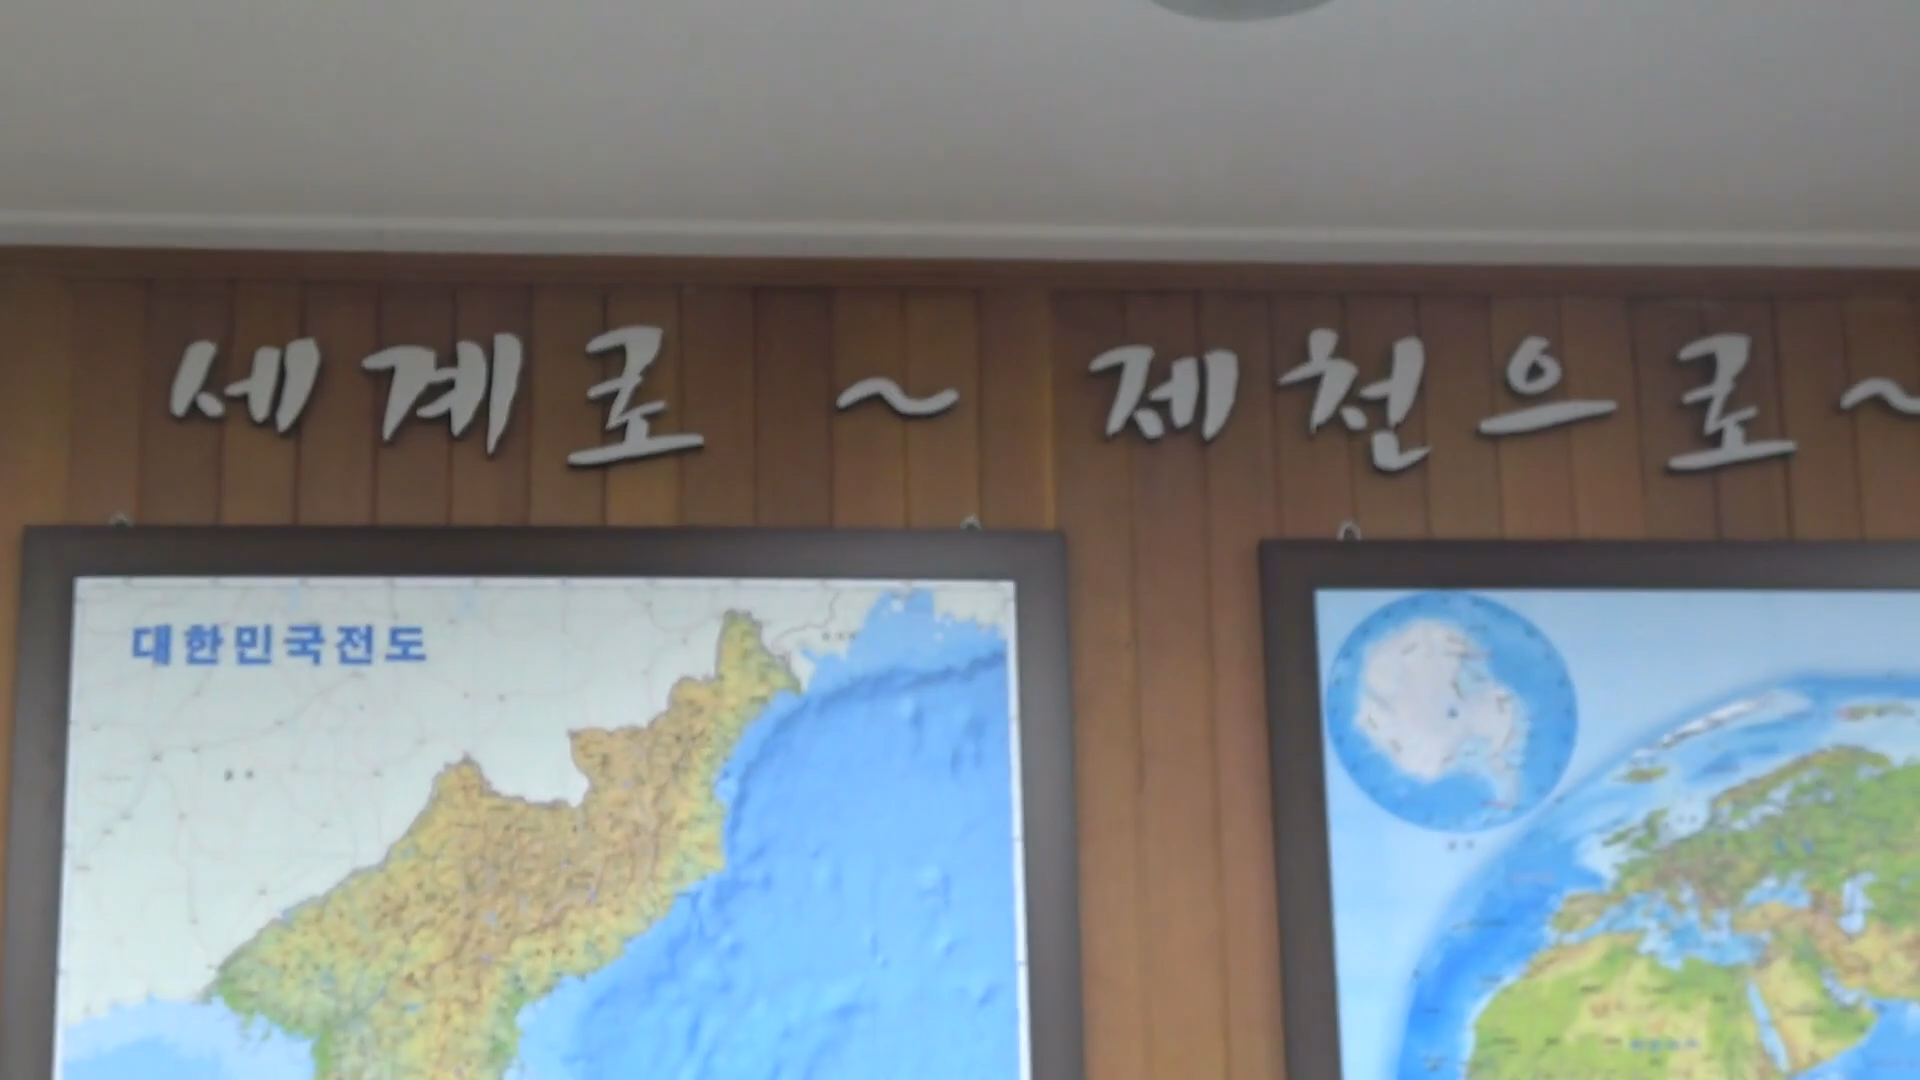 세계로 ~ 제천으로 ~
대한민국전도